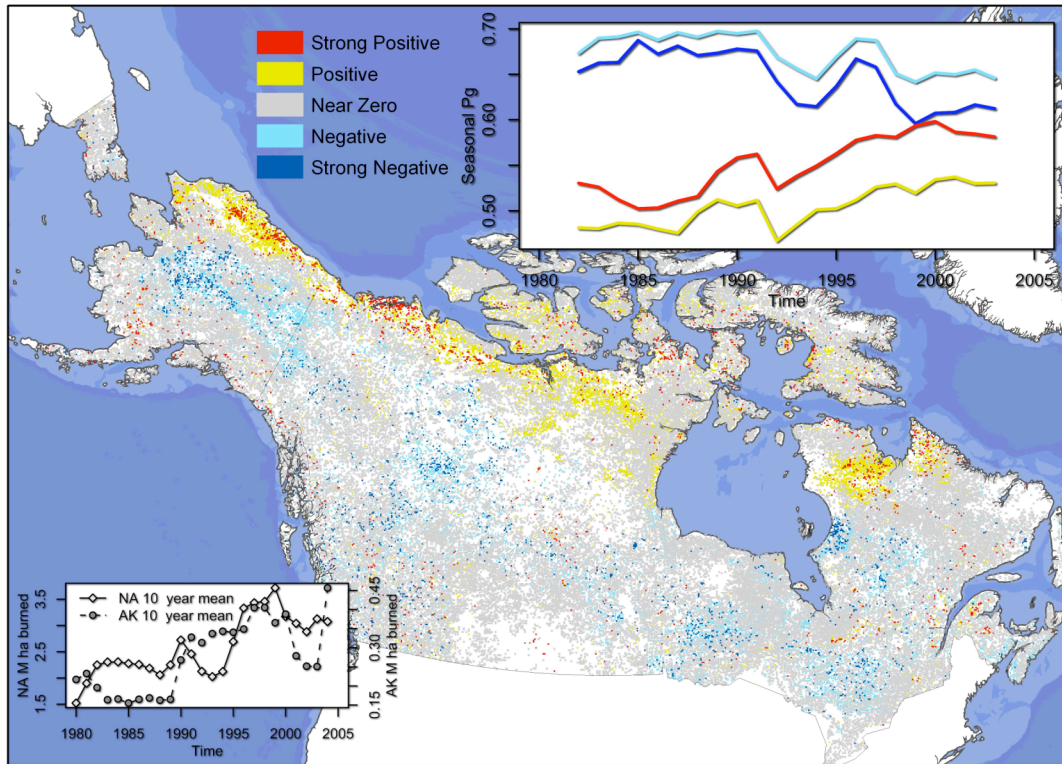 Strong Positive
Positive
Near Zero
Negative
Strong Negative
Seasonal Pg
0.70
0.60
0.50
1980 1985 1990 1995 2000 2005
Time
NA 10 year mean
AK 10 year mean
NA M ha burned
3.5
2.5
1.5
0.45
0.30
0.15
AK M ha burned
1980 1985 1990 1995 2000 2005
Time